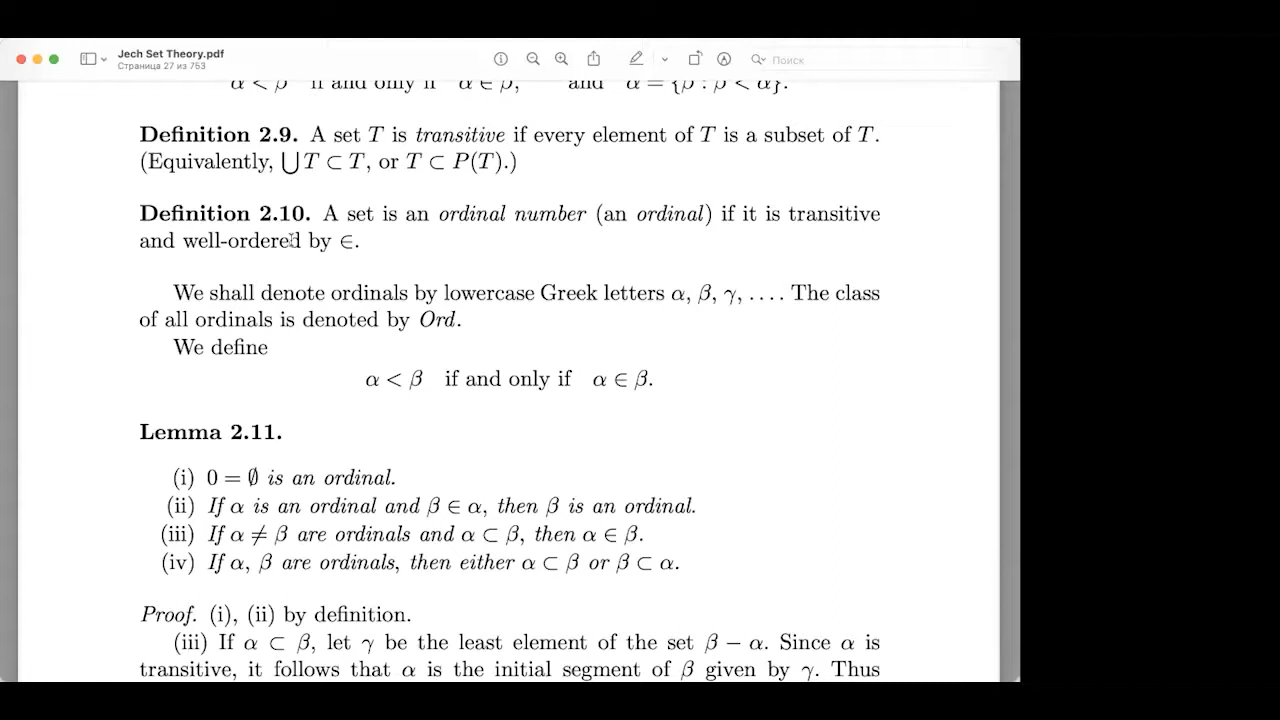 Jech Set Theory.pdf
Страница 27 из 753
Поиск
α < β if and only if α ∈ β, and α = {β : β < α}.
Definition 2.9. A set T is transitive if every element of T is a subset of T.
(Equivalently, ⋃T ⊂ T, or T ⊂ P(T).)
Definition 2.10. A set is an ordinal number (an ordinal) if it is transitive
and well-ordered by ∈.
We shall denote ordinals by lowercase Greek letters α, β, γ, .... The class
of all ordinals is denoted by Ord.
We define
α < β if and only if α ∈ β.
Lemma 2.11.
(i) 0 = ∅ is an ordinal.
(ii) If α is an ordinal and β ∈ α, then β is an ordinal.
(iii) If α ≠ β are ordinals and α ⊂ β, then α ∈ β.
(iv) If α, β are ordinals, then either α ⊂ β or β ⊂ α.
Proof. (i), (ii) by definition.
(iii) If α ⊂ β, let γ be the least element of the set β − α. Since α is
transitive, it follows that α is the initial segment of β given by γ. Thus